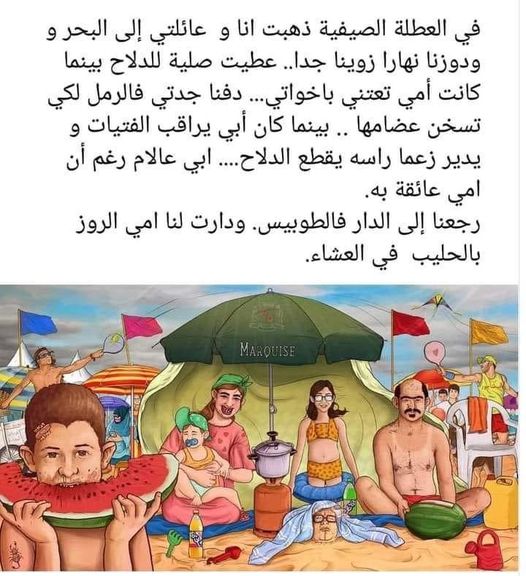 في العطلة الصيفية ذهبت انا و  عائلتي إلى البحر و
ودوزنا نهارا زوينا جدا.. عطيت صلية للدلاح بينما
كانت أمي تعتني باخواتي... دفنا جدتي فالرمل لكي
تسخن عضامها .. بينما كان أبي يراقب الفتيات و
يدير زعما راسه يقطع الدلاح.... ابي عالام رغم أن
امي عائقة به.
رجعنا إلى الدار فالطوبيس. ودارت لنا امي الروز
بالحليب  في العشاء.
MARQUISE